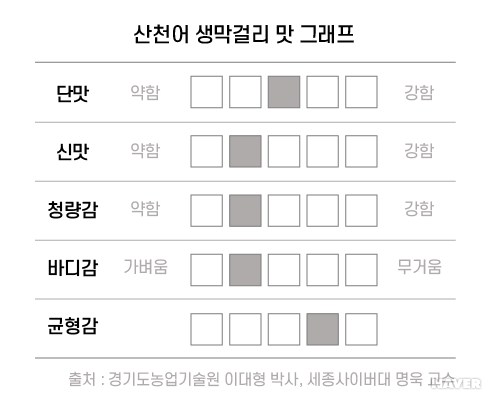 산천어 생막걸리 맛 그래프
단맛 약함 강함
신맛 약함 강함
청량감 약함 강함
바디감 가벼움 무거움
균형감
출처 : 경기도농업기술원 이대형 박사, 세종사이버대 명욱 교수
NAVER